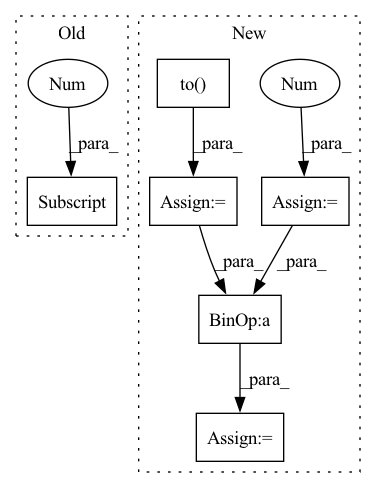 Old
New
Num
to()
Num
_para_
_para_
_para_
Subscript
Assign:=
Assign:=
_para_
_para_
BinOp:a
_para_
Assign:=